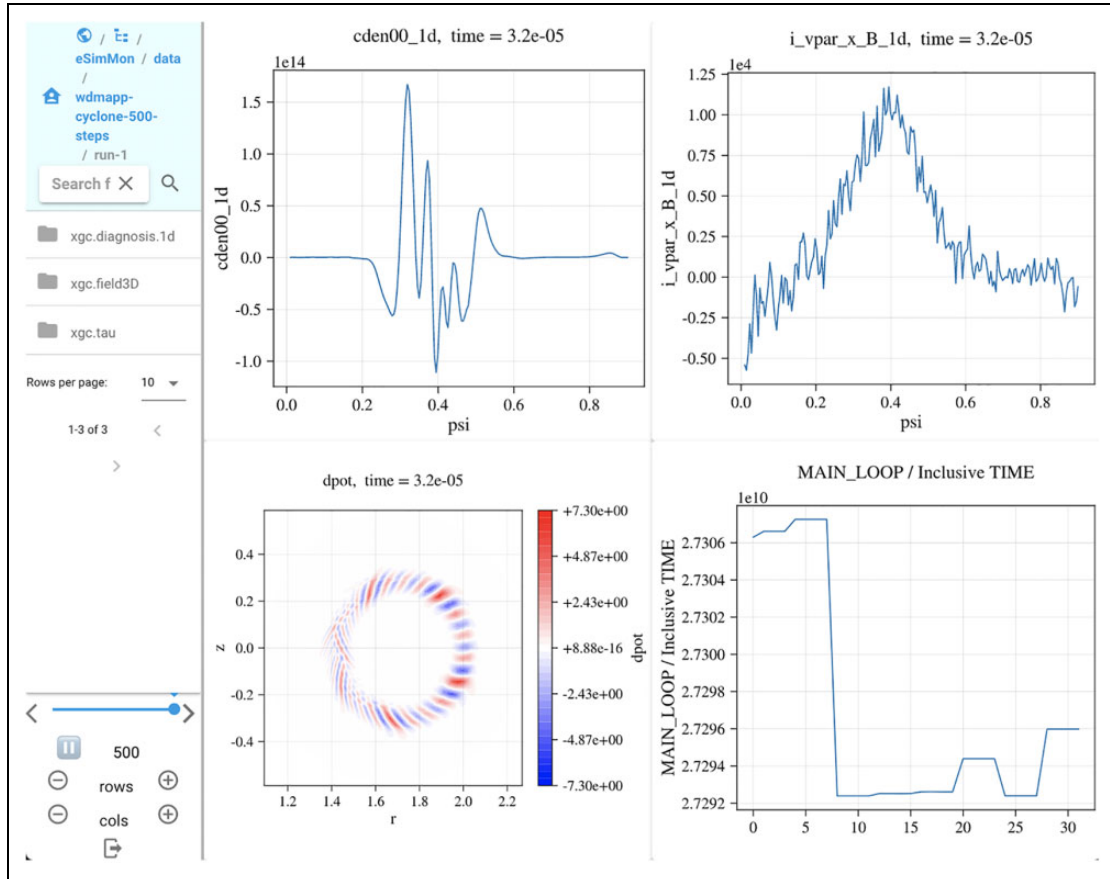 / /
eSimMon / data
/
wdmapp-
cyclone-500-
steps
/ run-1
Search f
xgc.diagnosis.1d
xgc.field3D
xgc.tau
Rows per page: 10
1-3 of 3
500
rows
cols
cden00_1d, time = 3.2e-05
1e14
1.5
1.0
0.5
0.0
-0.5
-1.0
cden00_1d
0.0 0.2 0.4 0.6 0.8
psi
i_vpar_x_B_1d, time = 3.2e-05
1e4
1.25
1.00
0.75
0.50
0.25
0.00
-0.25
-0.50
i_vpar_x_B_1d
0.0 0.2 0.4 0.6 0.8
psi
dpot, time = 3.2e-05
0.4
0.2
0.0
-0.2
-0.4
z
1.2 1.4 1.6 1.8 2.0 2.2
r
+7.30e+00
+4.87e+00
+2.43e+00
+8.88e-16
-2.43e+00
-4.87e+00
-7.30e+00
dpot
MAIN_LOOP / Inclusive TIME
1e10
2.7306
2.7304
2.7302
2.7300
2.7298
2.7296
2.7294
2.7292
MAIN_LOOP / Inclusive TIME
0 5 10 15 20 25 30